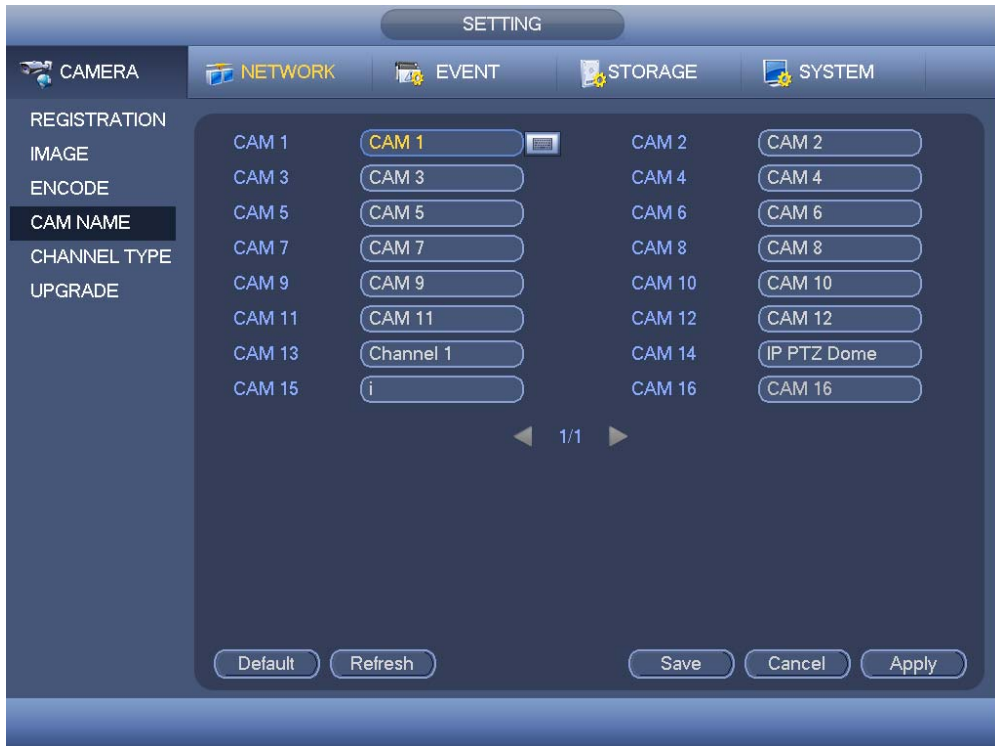 SETTING
CAMERA NETWORK EVENT STORAGE SYSTEM
REGISTRATION
IMAGE
ENCODE
CAM NAME
CHANNEL TYPE
UPGRADE
CAM 1 CAM 1 CAM 2 CAM 2
CAM 3 CAM 3 CAM 4 CAM 4
CAM 5 CAM 5 CAM 6 CAM 6
CAM 7 CAM 7 CAM 8 CAM 8
CAM 9 CAM 9 CAM 10 CAM 10
CAM 11 CAM 11 CAM 12 CAM 12
CAM 13 Channel 1 CAM 14 IP PTZ Dome
CAM 15 i CAM 16 CAM 16
1/1
Default Refresh Save Cancel Apply